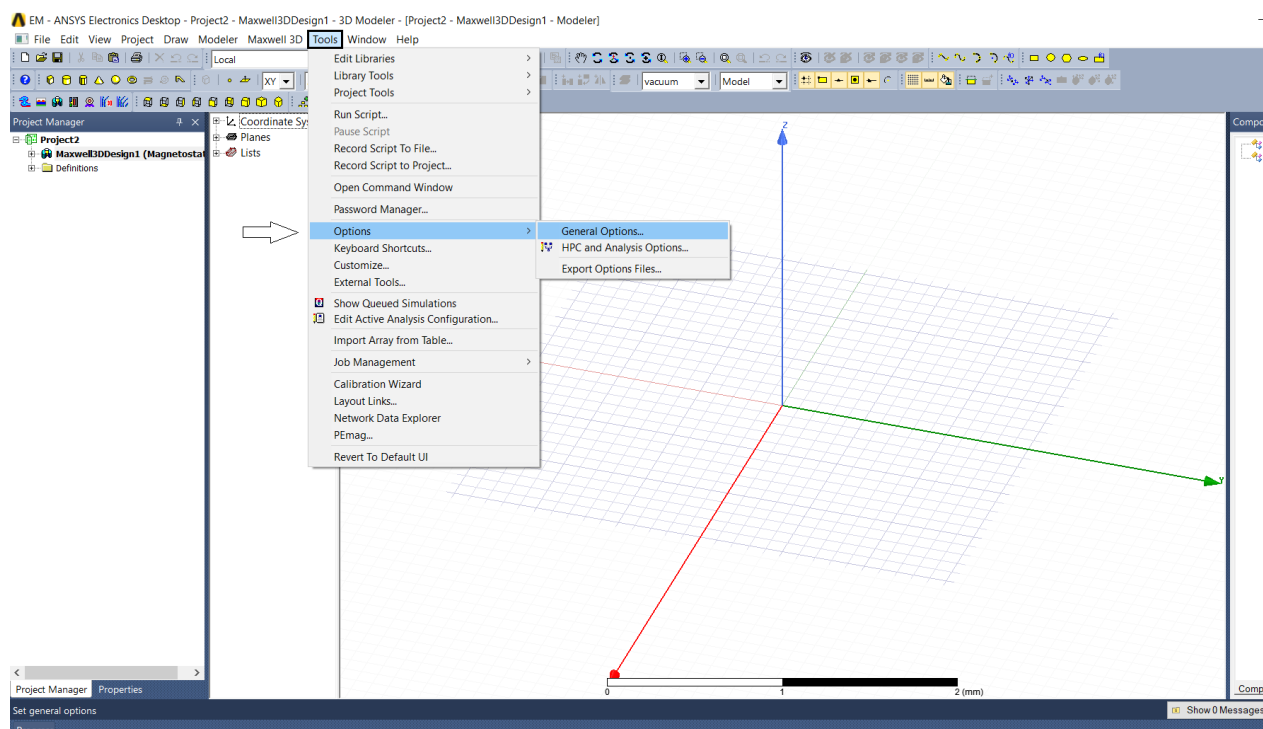 EM - ANSYS Electronics Desktop - Project2 - Maxwell3DDesign1 - 3D Modeler - [Project2 - Maxwell3DDesign1 - Modeler]
File Edit View Project Draw Modeler Maxwell 3D Tools Window Help
Local
XY
vacuum
Model
Project Manager
Project2
Maxwell3DDesign1 (Magnetostat
Definitions
Coordinate Sy
Planes
Lists
Edit Libraries
Library Tools
Project Tools
Run Script...
Pause Script
Record Script To File...
Record Script to Project...
Open Command Window
Password Manager...
Options
Keyboard Shortcuts...
Customize...
External Tools...
Show Queued Simulations
Edit Active Analysis Configuration...
Import Array from Table...
Job Management
Calibration Wizard
Layout Links...
Network Data Explorer
PEmag...
Revert To Default UI
General Options...
HPC and Analysis Options...
Export Options Files...
Z
Y
0 1 2 (mm)
Compo
Comp
Project Manager Properties
Set general options
Show 0 Messages